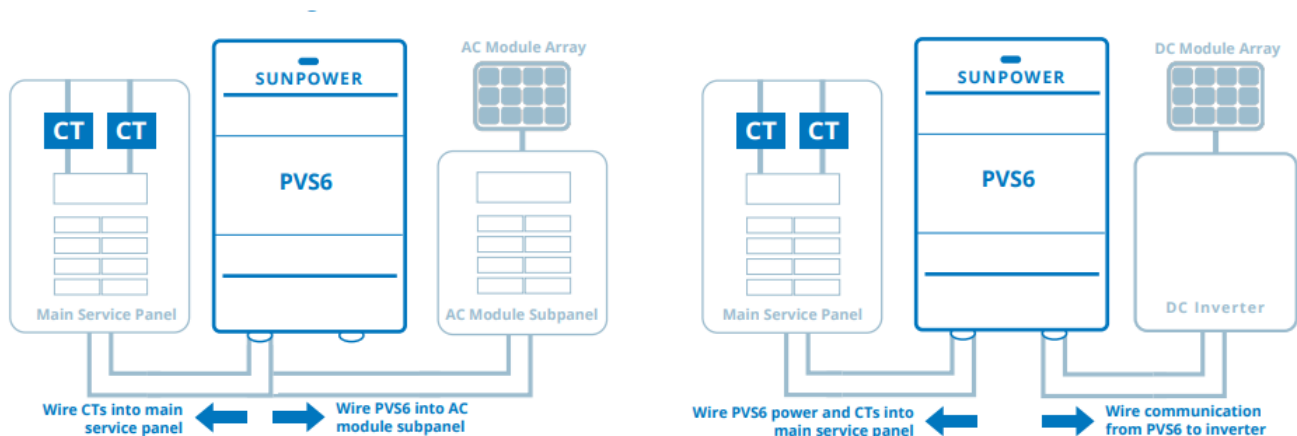 AC Module Array
SUNPOWER
CT CT
PVS6
Main Service Panel
AC Module Subpanel
Wire CTs into main
service panel
Wire PVS6 into AC
module subpanel
DC Module Array
SUNPOWER
CT CT
PVS6
Main Service Panel
DC Inverter
Wire PVS6 power and CTs into
main service panel
Wire communication
from PVS6 to inverter